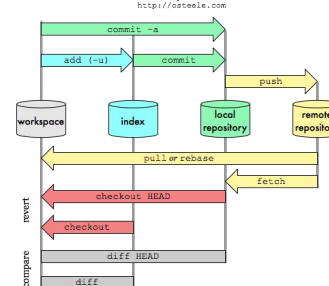 http://osteele.com
commit -a
add (-u)
commit
push
workspace
index
local
repository
remote
pull or rebase
fetch
revert
checkout HEAD
checkout
compare
diff HEAD
diff